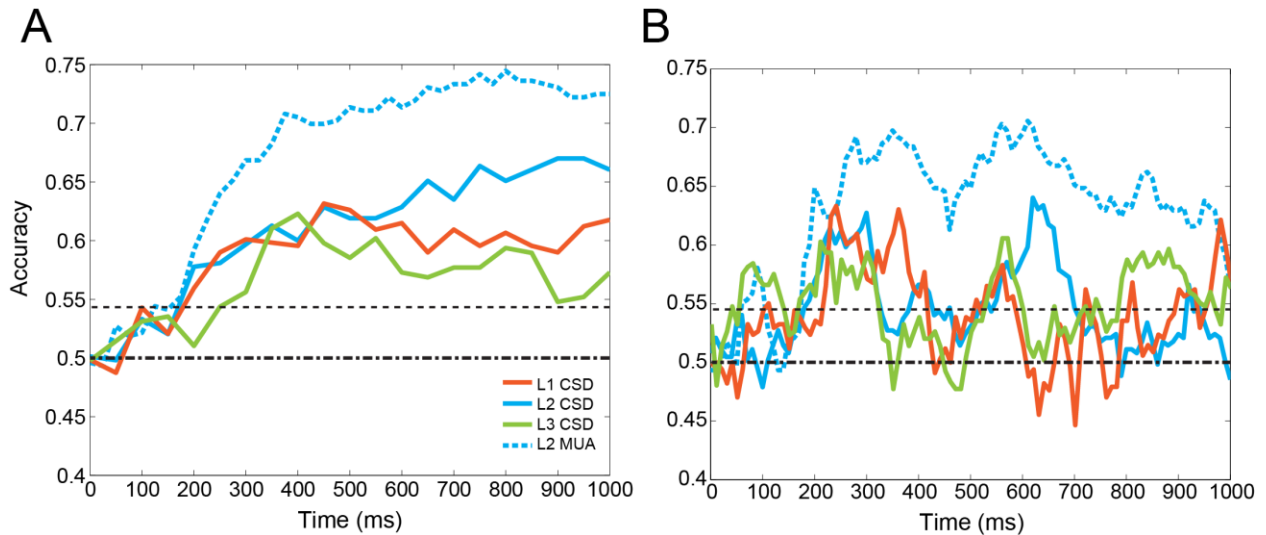 A
0.75
0.7
0.65
0.6
0.55
0.5
0.45
0.4
Accuracy
0 100 200 300 400 500 600 700 800 900 1000
Time (ms)
L1 CSD
L2 CSD
L3 CSD
L2 MUA
B
0.75
0.7
0.65
0.6
0.55
0.5
0.45
0.4
0 100 200 300 400 500 600 700 800 900 1000
Time (ms)